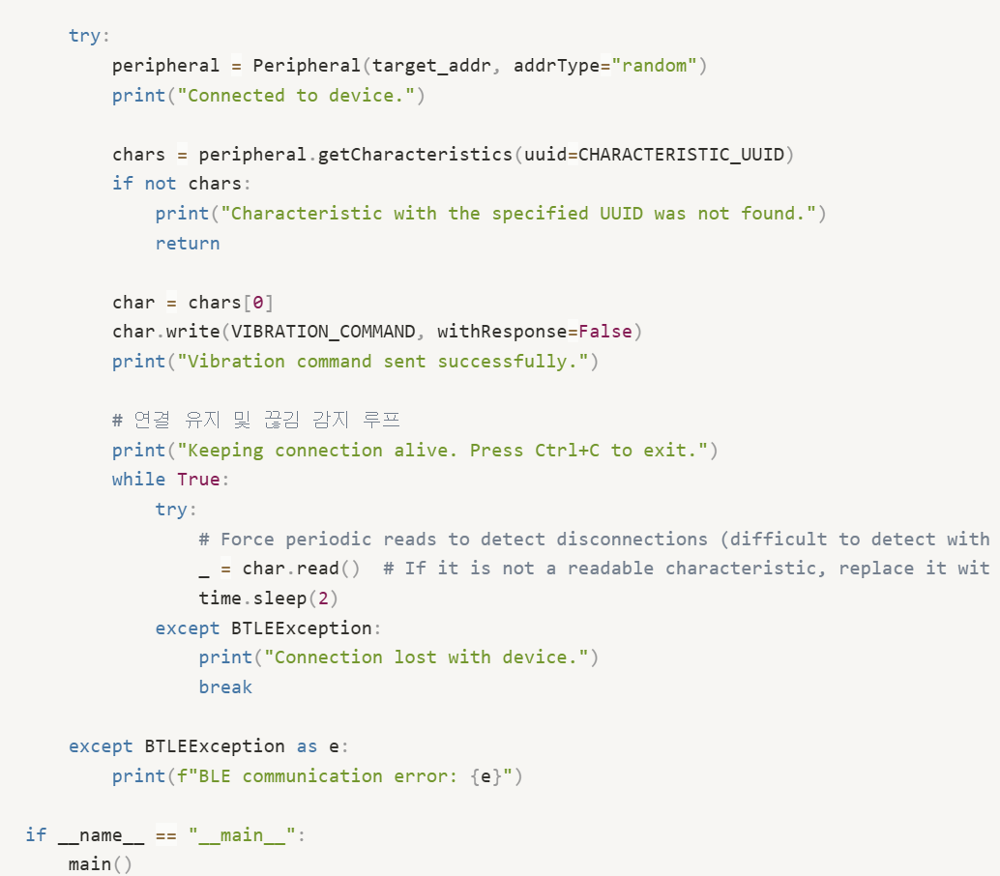 try:
peripheral = Peripheral(target_addr, addrType="random")
print("Connected to device.")
chars = peripheral.getCharacteristics(uuid=CHARACTERISTIC_UUID)
if not chars:
print("Characteristic with the specified UUID was not found.")
return
char = chars[0]
char.write(VIBRATION_COMMAND, withResponse=False)
print("Vibration command sent successfully.")
# 연결 유지 및 끊김 감지 루프
print("Keeping connection alive. Press Ctrl+C to exit.")
while True:
try:
# Force periodic reads to detect disconnections (difficult to detect with
_ = char.read()  # If it is not a readable characteristic, replace it wit
time.sleep(2)
except BTLEException:
print("Connection lost with device.")
break
except BTLEException as e:
print(f"BLE communication error: {e}")
if __name__ == "__main__":
main()